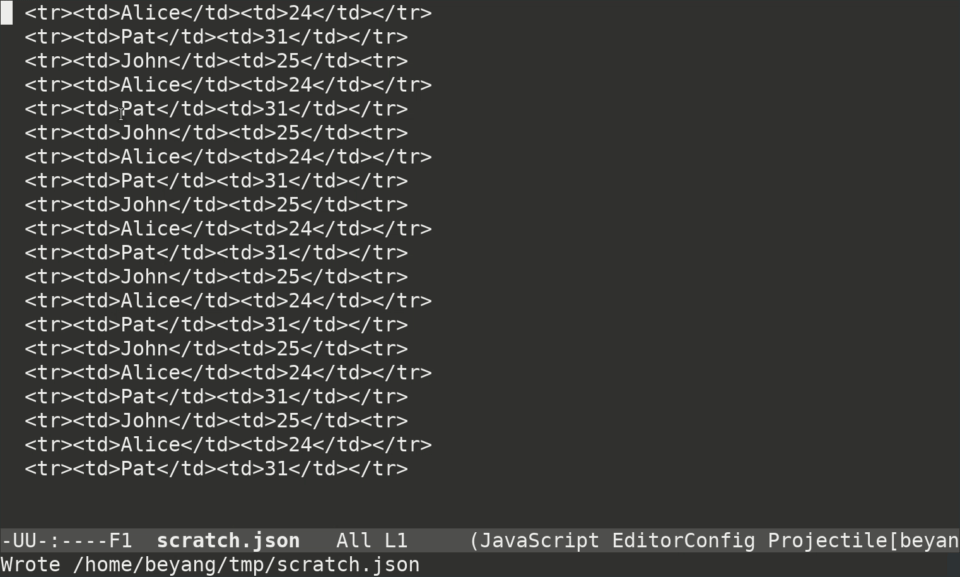 <tr><td>Alice</td><td>24</td></tr>
<tr><td>Pat</td><td>31</td></tr>
<tr><td>John</td><td>25</td><tr>
<tr><td>Alice</td><td>24</td></tr>
<tr><td>Pat</td><td>31</td></tr>
<tr><td>John</td><td>25</td><tr>
<tr><td>Alice</td><td>24</td></tr>
<tr><td>Pat</td><td>31</td></tr>
<tr><td>John</td><td>25</td><tr>
<tr><td>Alice</td><td>24</td></tr>
<tr><td>Pat</td><td>31</td></tr>
<tr><td>John</td><td>25</td><tr>
<tr><td>Alice</td><td>24</td></tr>
<tr><td>Pat</td><td>31</td></tr>
<tr><td>John</td><td>25</td><tr>
<tr><td>Alice</td><td>24</td></tr>
<tr><td>Pat</td><td>31</td></tr>
<tr><td>John</td><td>25</td><tr>
<tr><td>Alice</td><td>24</td></tr>
<tr><td>Pat</td><td>31</td></tr>
-UU-:----F1 scratch.json All L1 (JavaScript EditorConfig Projectile[beyan
Wrote /home/beyang/tmp/scratch.json